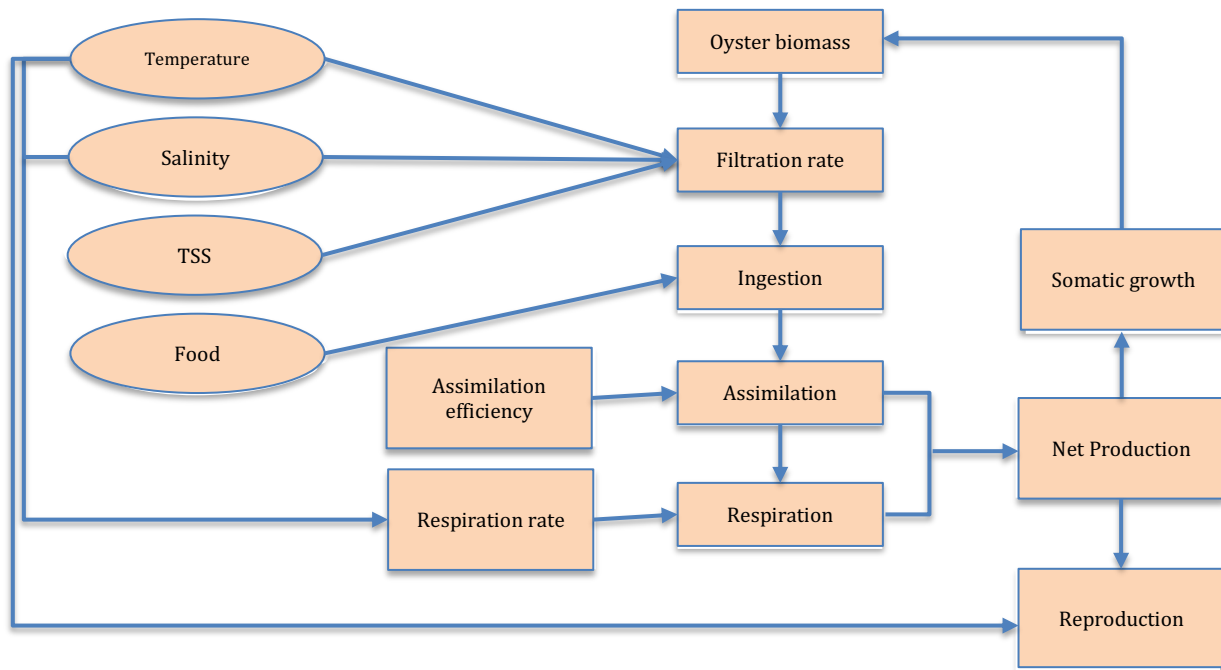 Temperature
Oyster biomass
Salinity
Filtration rate
TSS
Ingestion
Somatic growth
Food
Assimilation
efficiency
Assimilation
Net Production
Respiration rate
Respiration
Reproduction